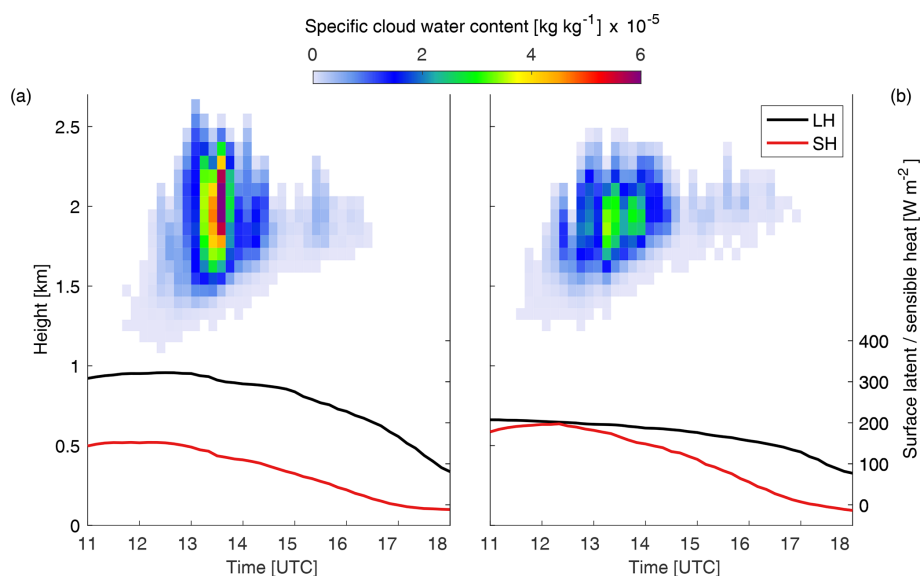 Specific cloud water content [kg kg-1] x 10-5
0 2 4 6
(a) (b)
LH
SH
2.5
2
1.5
1
0.5
0
Height [km]
400
300
200
100
0
Surface latent / sensible heat [W m-2]
11 12 13 14 15 16 17 18
11 12 13 14 15 16 17 18
Time [UTC] Time [UTC]